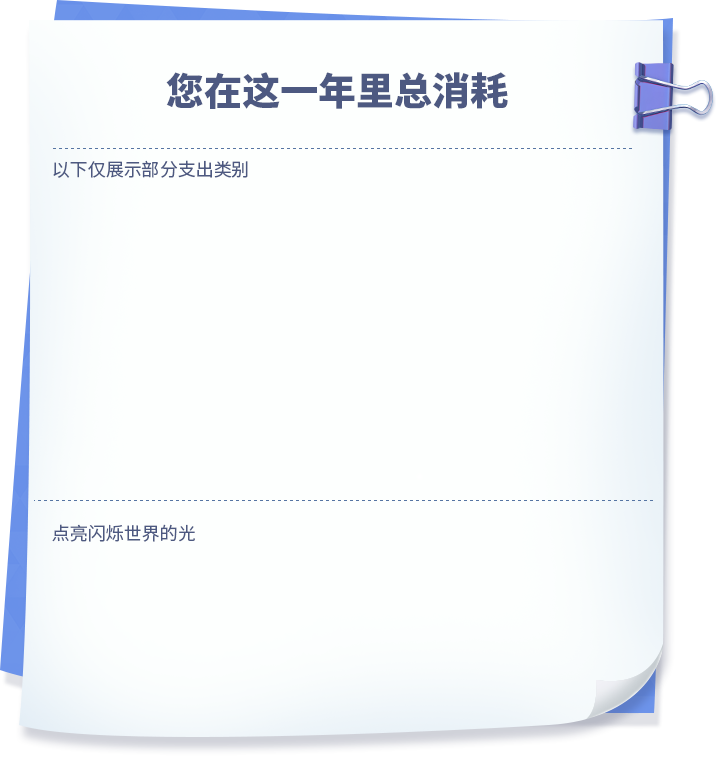 您在这一年里总消耗
以下仅展示部分支出类别
点亮闪烁世界的光